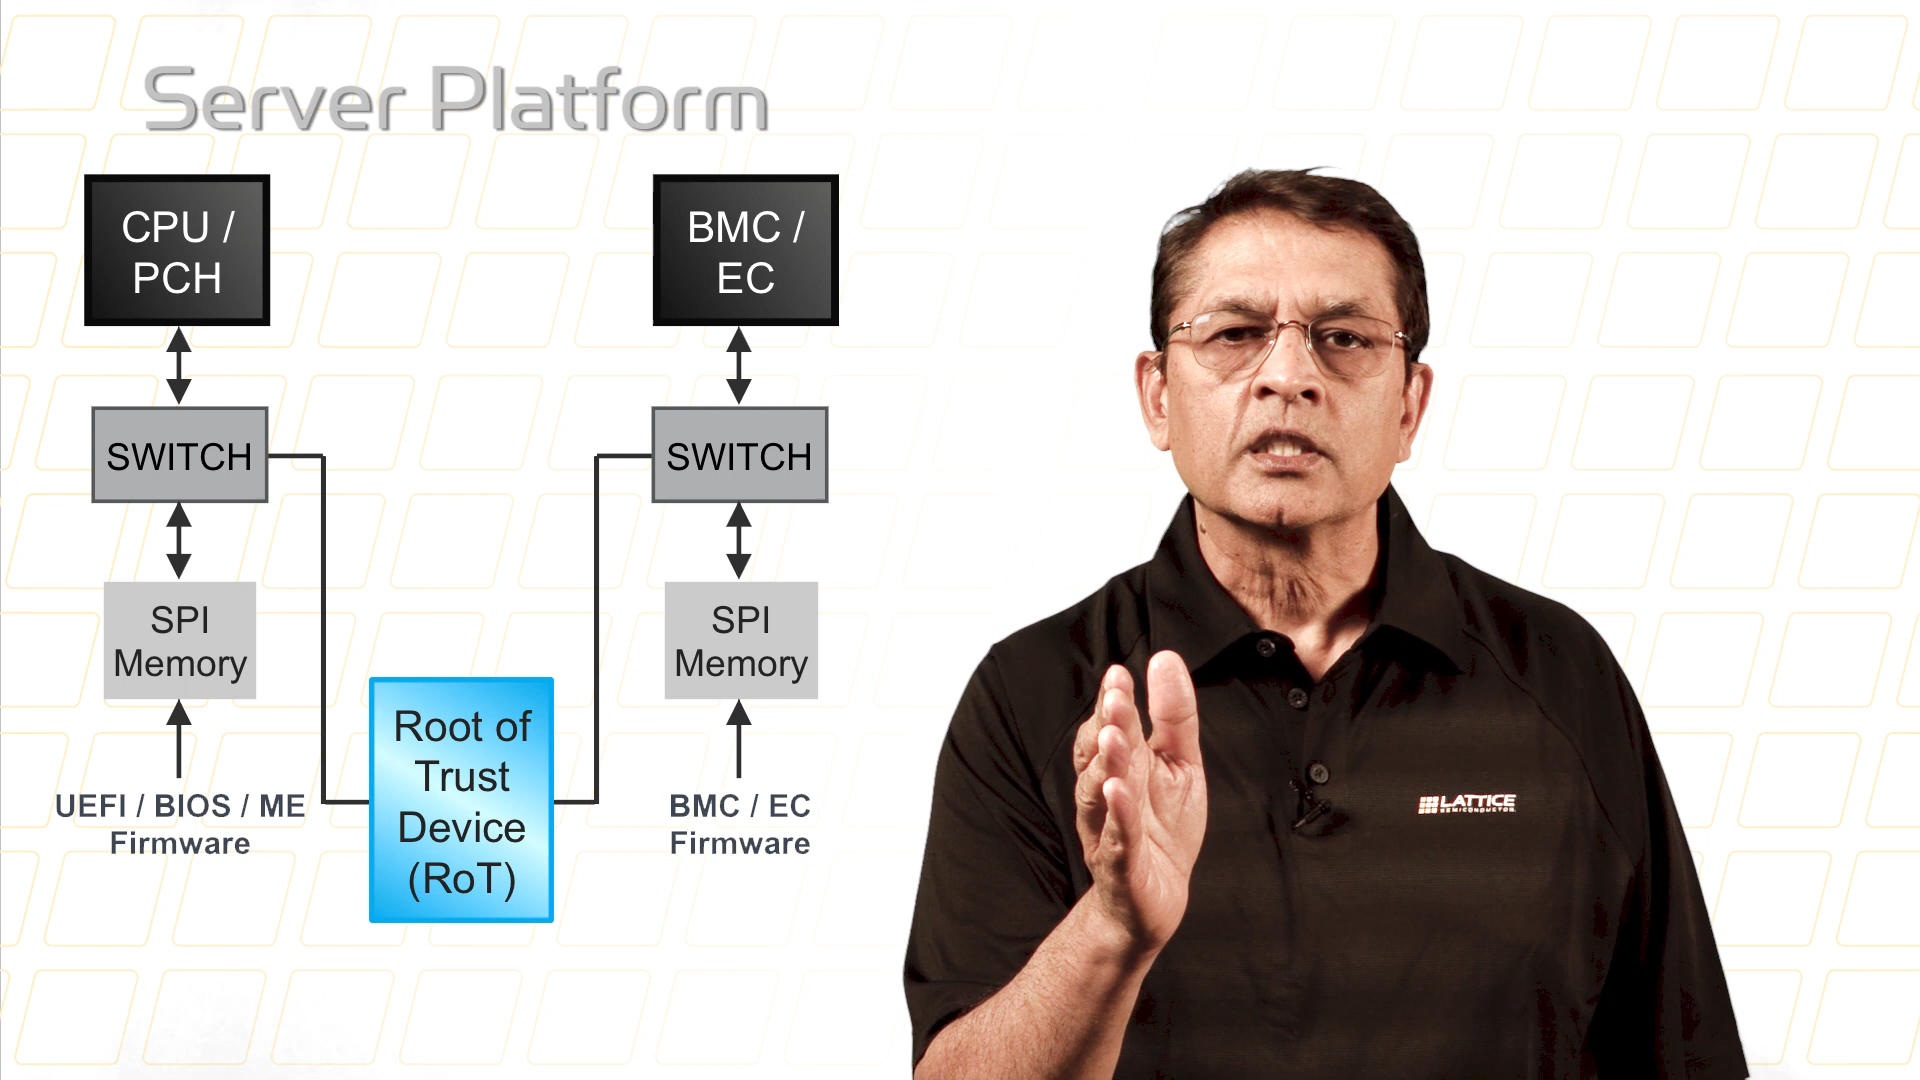 Server Platform
CPU /
PCH
BMC /
EC
SWITCH
SWITCH
SPI
Memory
SPI
Memory
Root of
Trust
Device
(RoT)
UEFI / BIOS / ME
Firmware
BMC / EC
Firmware
LATTICE
SEMICONDUCTOR